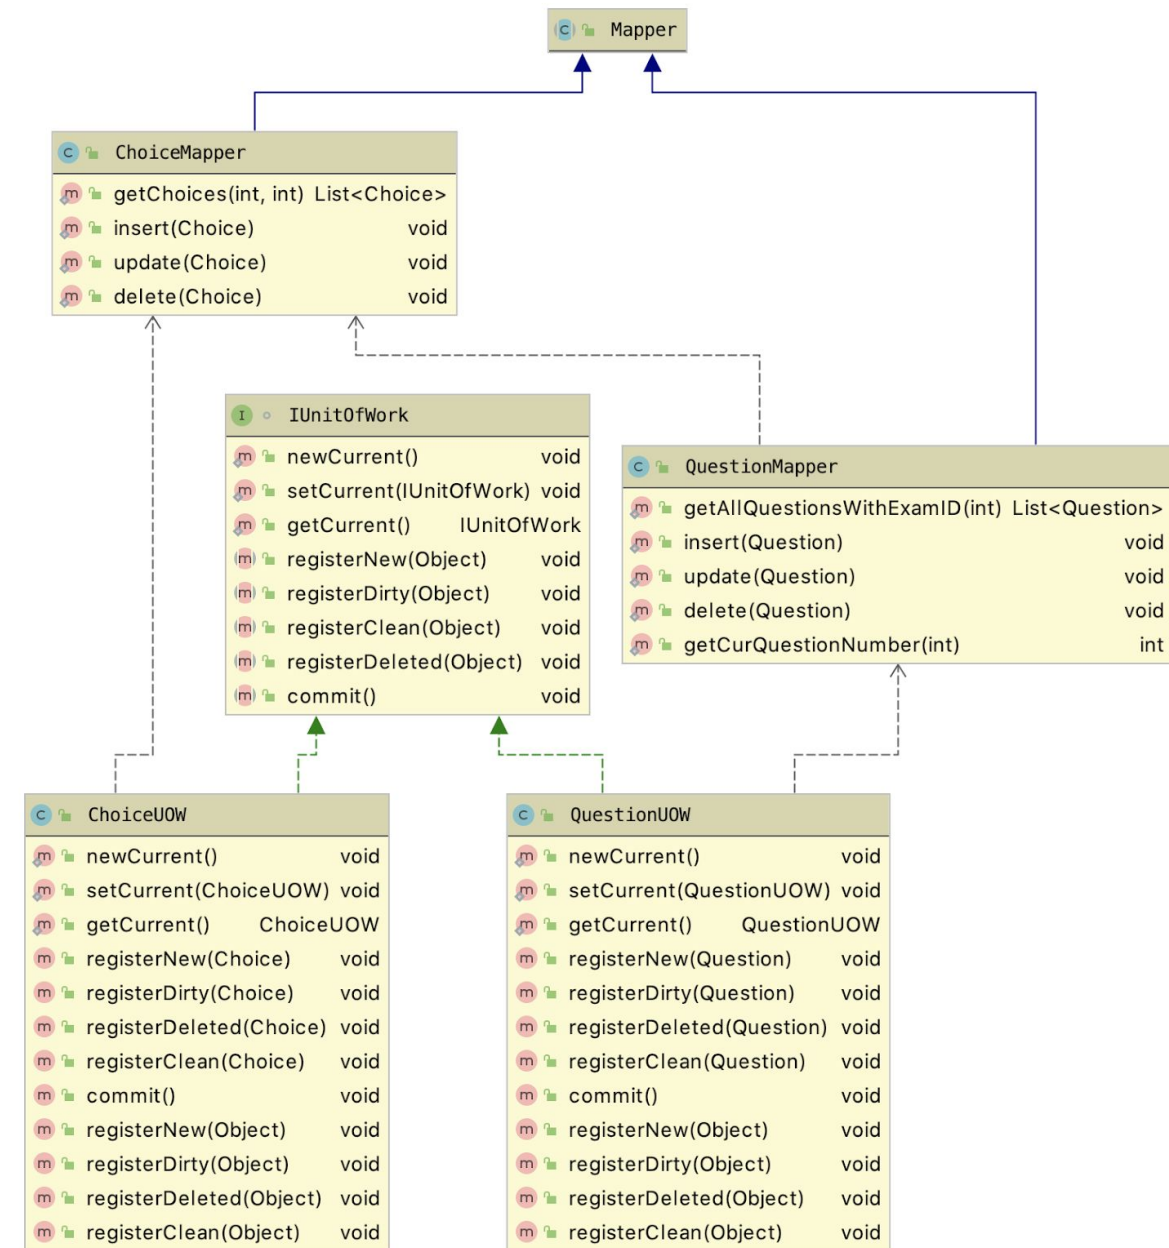 Mapper
ChoiceMapper
getChoices(int, int) List<Choice>
insert(Choice) void
update(Choice) void
delete(Choice) void
IUnitOfWork
newCurrent() void
setCurrent(IUnitOfWork) void
getCurrent() IUnitOfWork
registerNew(Object) void
registerDirty(Object) void
registerClean(Object) void
registerDeleted(Object) void
commit() void
QuestionMapper
getAllQuestionsWithExamID(int) List<Question>
insert(Question) void
update(Question) void
delete(Question) void
getCurQuestionNumber(int) int
ChoiceUOW
newCurrent() void
setCurrent(ChoiceUOW) void
getCurrent() ChoiceUOW
registerNew(Choice) void
registerDirty(Choice) void
registerDeleted(Choice) void
registerClean(Choice) void
commit() void
registerNew(Object) void
registerDirty(Object) void
registerDeleted(Object) void
registerClean(Object) void
QuestionUOW
newCurrent() void
setCurrent(QuestionUOW) void
getCurrent() QuestionUOW
registerNew(Question) void
registerDirty(Question) void
registerDeleted(Question) void
registerClean(Question) void
commit() void
registerNew(Object) void
registerDirty(Object) void
registerDeleted(Object) void
registerClean(Object) void